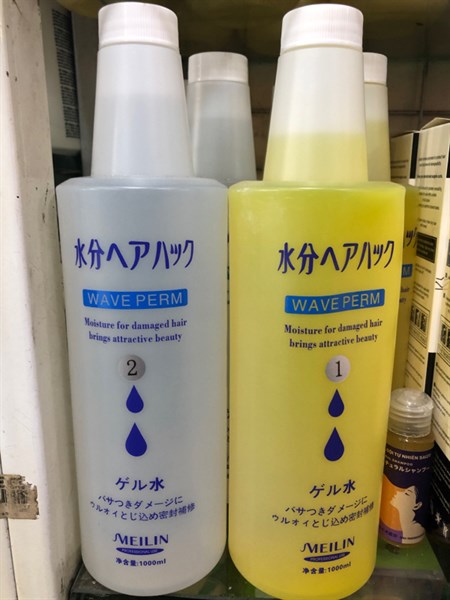 水分ヘアハック
WAVE PERM
Moisture for damaged hair
brings attractive beauty
2
ゲル水
パサつきダメージに
ウルオイとじ込め密封補修
MEILIN
PROFESSIONAL USE
净含量:1000ml
水分ヘアハック
WAVE PERM
Moisture for damaged hair
brings attractive beauty
1
ゲル水
パサつきダメージに
ウルオイとじ込め密封補修
MEILIN
PROFESSIONAL USE
净含量:1000ml